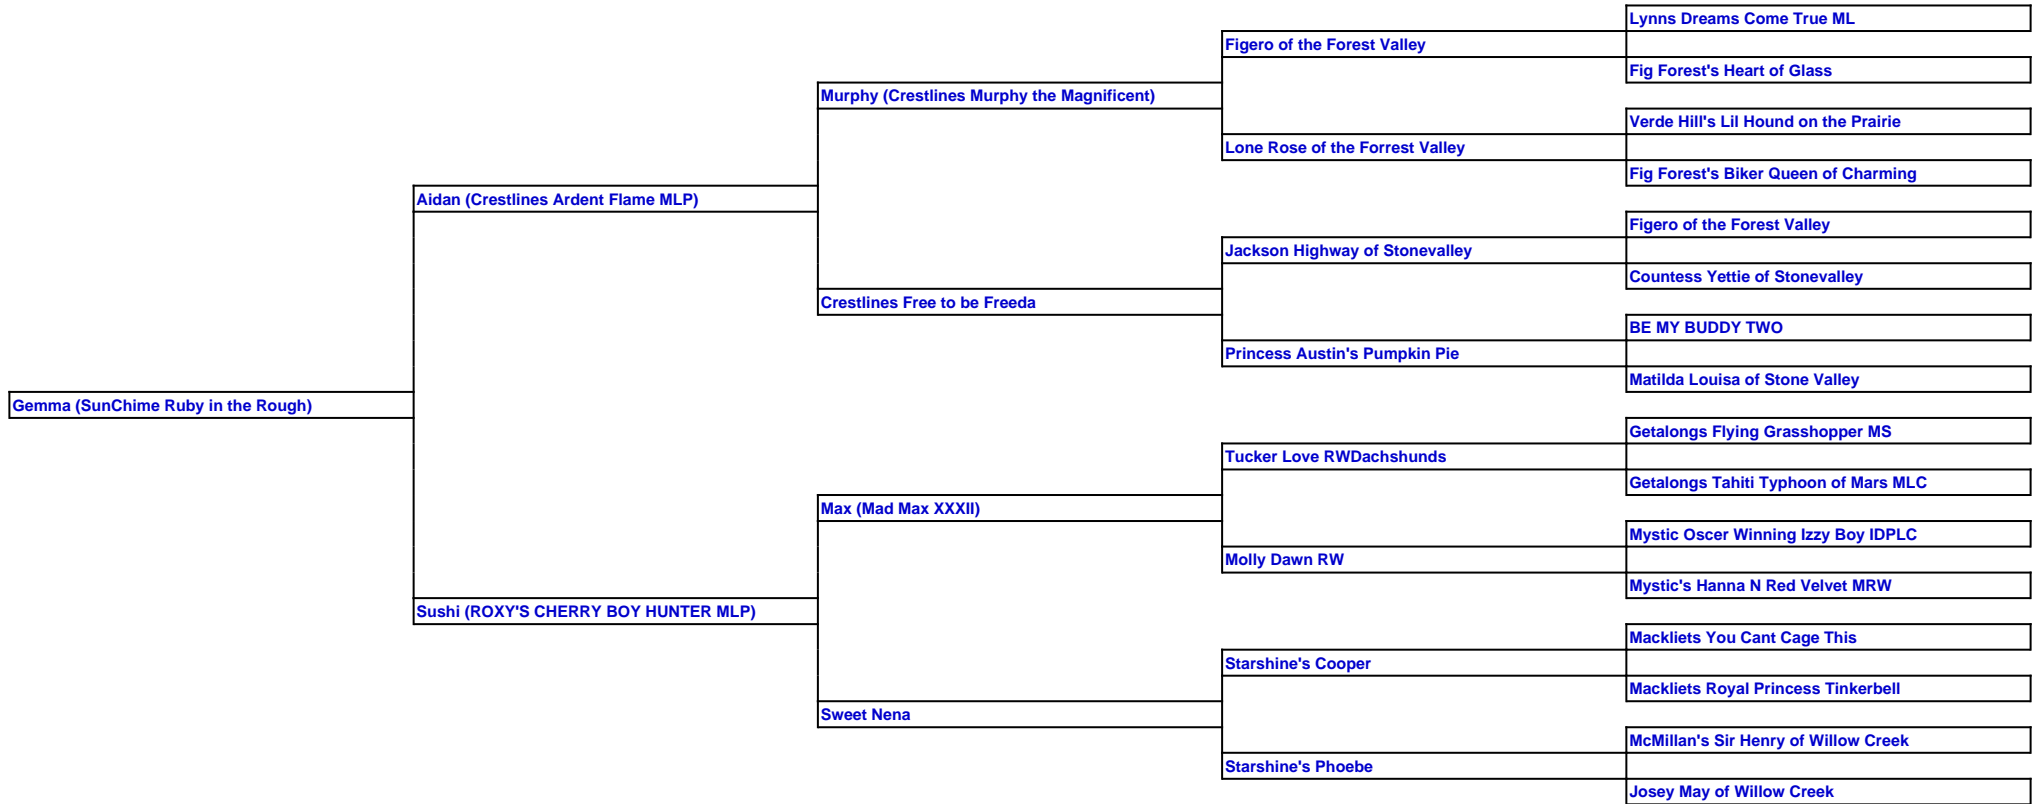 Lynns Dreams Come True ML
Figero of the Forest Valley
Fig Forest's Heart of Glass
Murphy (Crestlines Murphy the Magnificent)
Verde Hill's Lil Hound on the Prairie
Lone Rose of the Forrest Valley
Fig Forest's Biker Queen of Charming
Aidan (Crestlines Ardent Flame MLP)
Figero of the Forest Valley
Jackson Highway of Stonevalley
Countess Yettie of Stonevalley
Crestlines Free to be Freeda
BE MY BUDDY TWO
Princess Austin's Pumpkin Pie
Matilda Louisa of Stone Valley
Gemma (SunChime Ruby in the Rough)
Getalongs Flying Grasshopper MS
Tucker Love RWDachshunds
Getalongs Tahiti Typhoon of Mars MLC
Max (Mad Max XXXII)
Mystic Oscer Winning Izzy Boy IDPLC
Molly Dawn RW
Mystic's Hanna N Red Velvet MRW
Sushi (ROXY'S CHERRY BOY HUNTER MLP)
Mackliets You Cant Cage This
Starshine's Cooper
Mackliets Royal Princess Tinkerbell
Sweet Nena
McMillan's Sir Henry of Willow Creek
Starshine's Phoebe
Josey May of Willow Creek